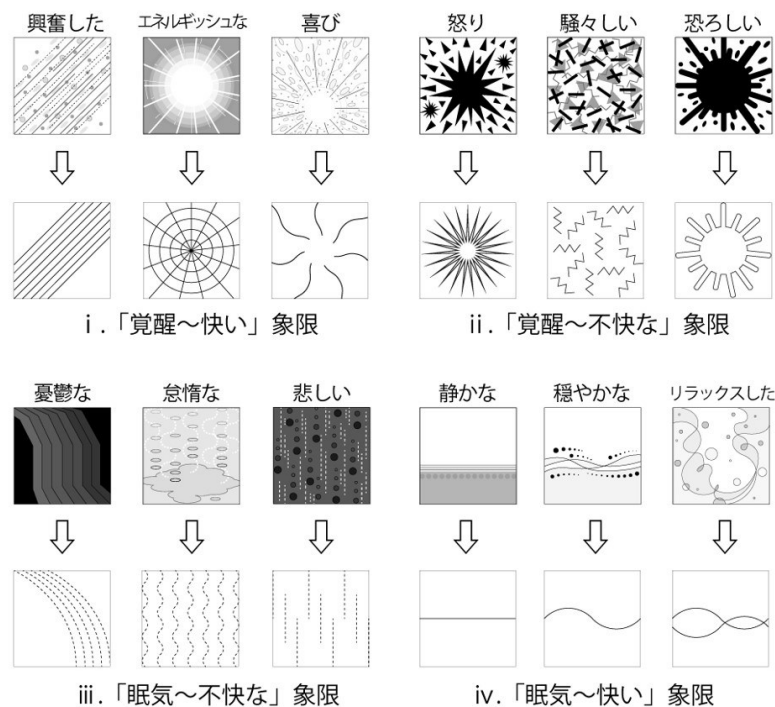 興奮した エネルギッシュな 喜び
怒り 騒々しい 恐ろしい
i.「覚醒～快い」象限
ii.「覚醒～不快な」象限
憂鬱な 怠惰な 悲しい
静かな 穏やかな リラックスした
iii.「眠気～不快な」象限
iv.「眠気～快い」象限